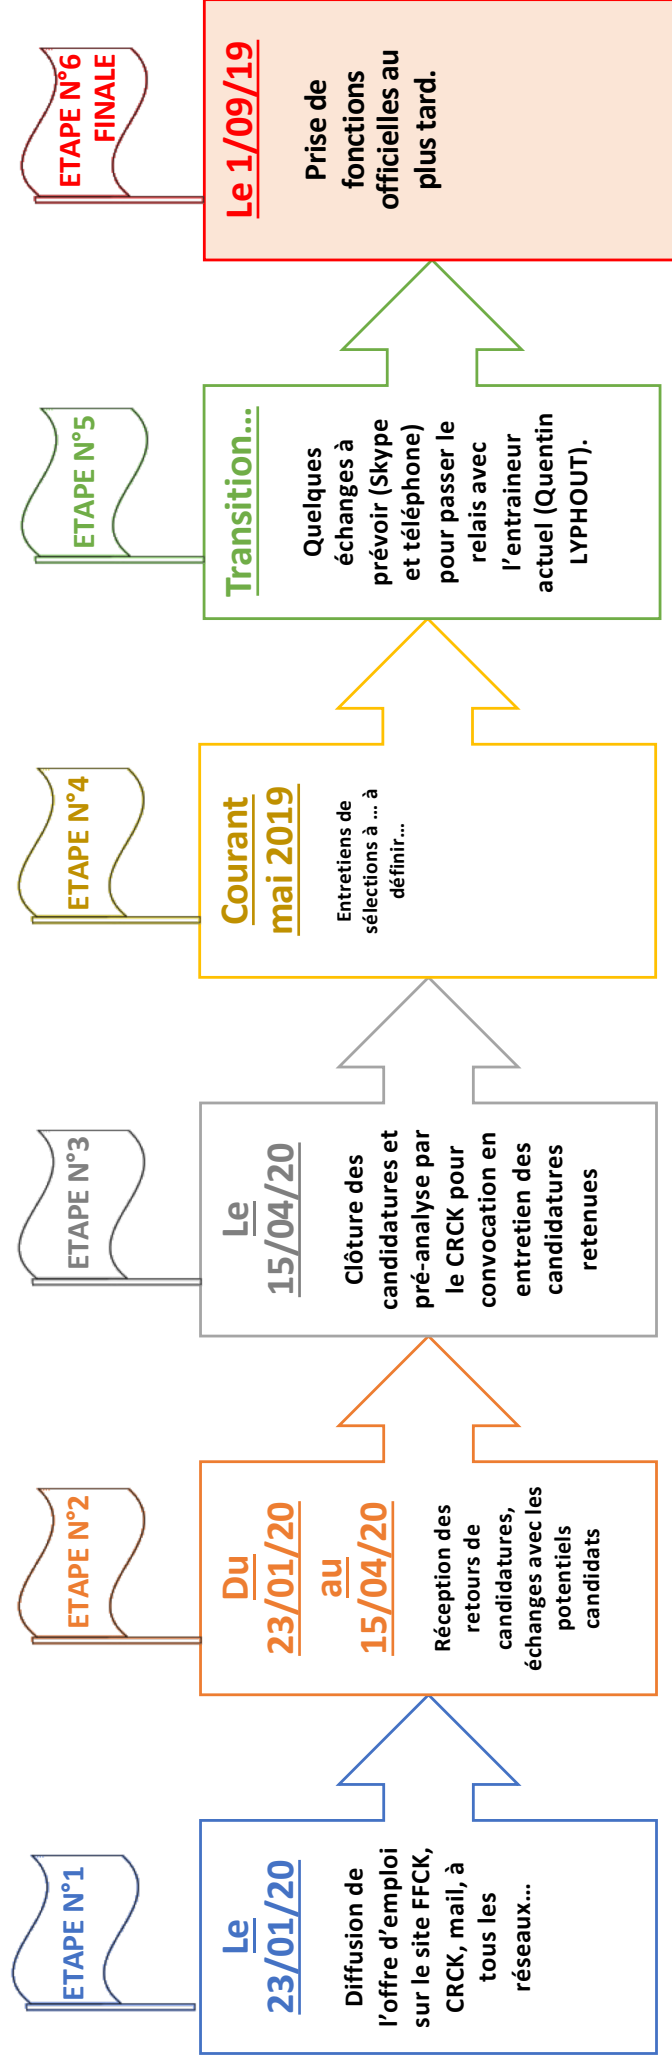 ETAPE N°1
Le
23/01/20
Diffusion de
l'offre d'emploi
sur le site FFCK,
CRCK, mail, à
tous les
réseaux…
ETAPE N°2
Du
23/01/20
au
15/04/20
Réception des
retours de
candidatures,
échanges avec les
potentiels
candidats
ETAPE N°3
Le
15/04/20
Clôture des
candidatures et
pré-analyse par
le CRCK pour
convocation en
entretien des
candidatures
retenues
ETAPE N°4
Courant
mai 2019
Entretiens de
sélections à … à
définir…
ETAPE N°5
Transition…
Quelques
échanges à
prévoir (Skype
et téléphone)
pour passer le
relais avec
l'entraineur
actuel (Quentin
LYPHOUT).
ETAPE N°6
FINALE
Le 1/09/19
Prise de
fonctions
officielles au
plus tard.